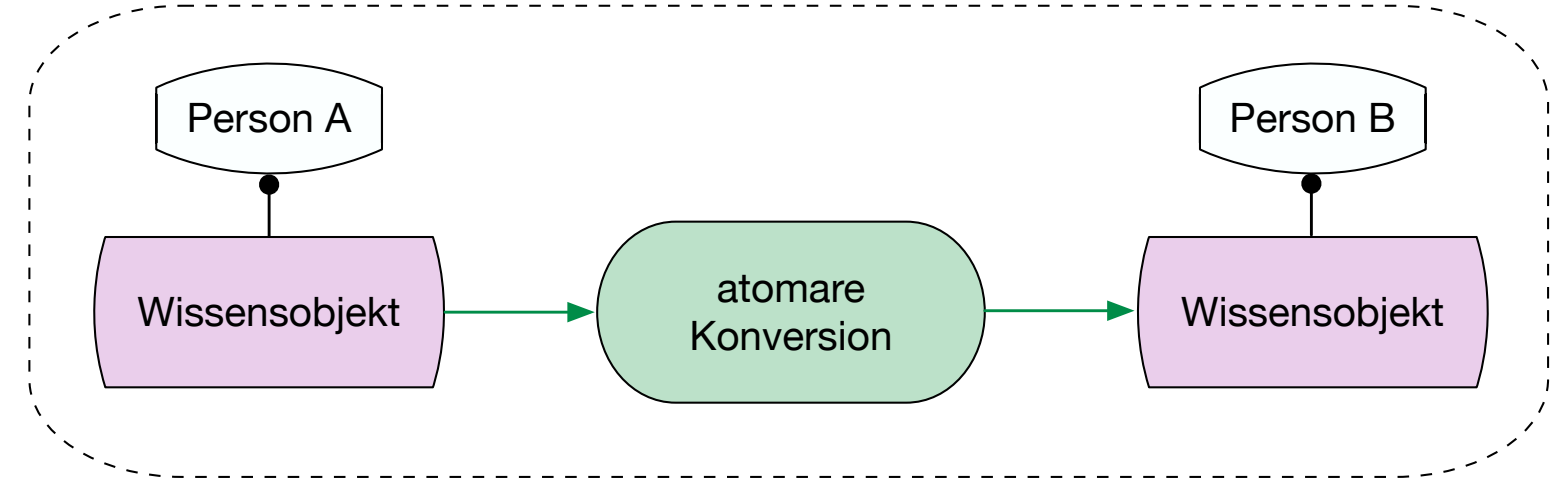 Person A
Person B
Wissensobjekt
atomare
Konversion
Wissensobjekt